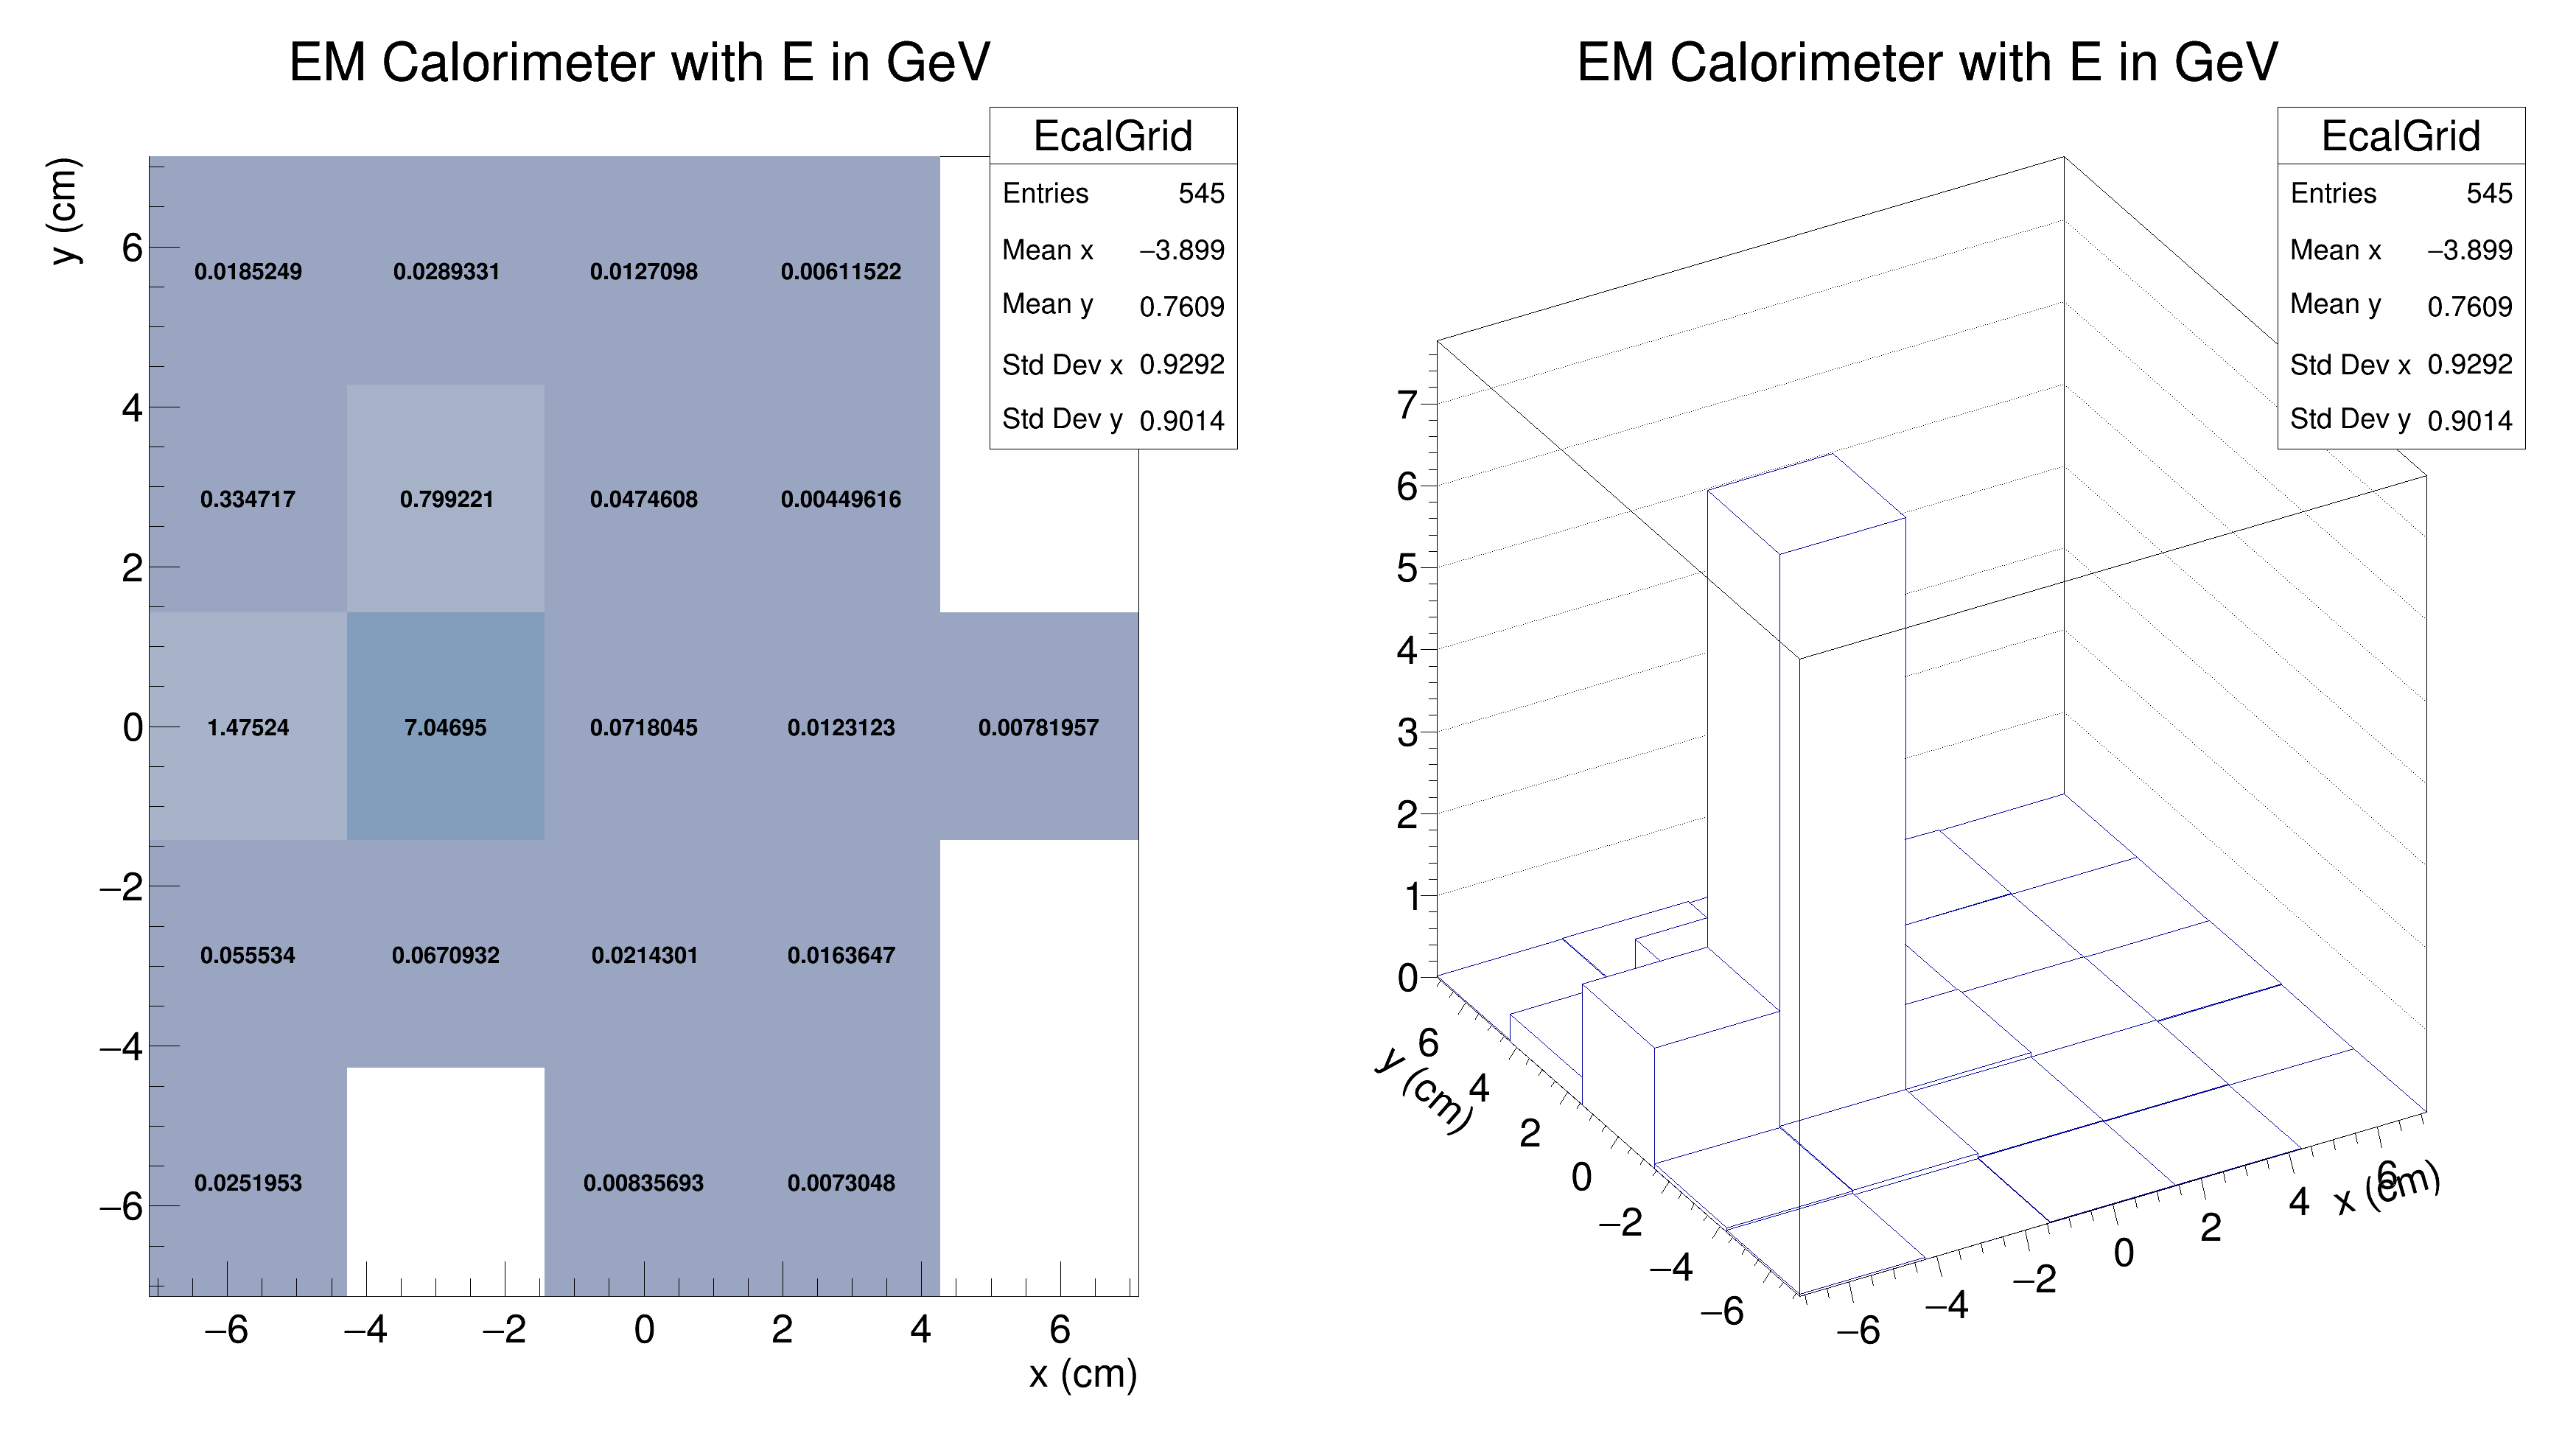 EM Calorimeter with E in GeV
EcalGrid
Entries 545
Mean x −3.899
Mean y 0.7609
Std Dev x 0.9292
Std Dev y 0.9014
y (cm)
6
4
2
0
−2
−4
−6
0.0185249 0.0289331 0.0127098 0.00611522
0.334717 0.799221 0.0474608 0.00449616
1.47524 7.04695 0.0718045 0.0123123 0.00781957
0.055534 0.0670932 0.0214301 0.0163647
0.0251953 0.00835693 0.0073048
−6 −4 −2 0 2 4 6
x (cm)
EM Calorimeter with E in GeV
EcalGrid
Entries 545
Mean x −3.899
Mean y 0.7609
Std Dev x 0.9292
Std Dev y 0.9014
7
6
5
4
3
2
1
0
6
4
2
0
−2
−4
−6
y (cm)
−6
−4
−2
0
2
4
6
x (cm)